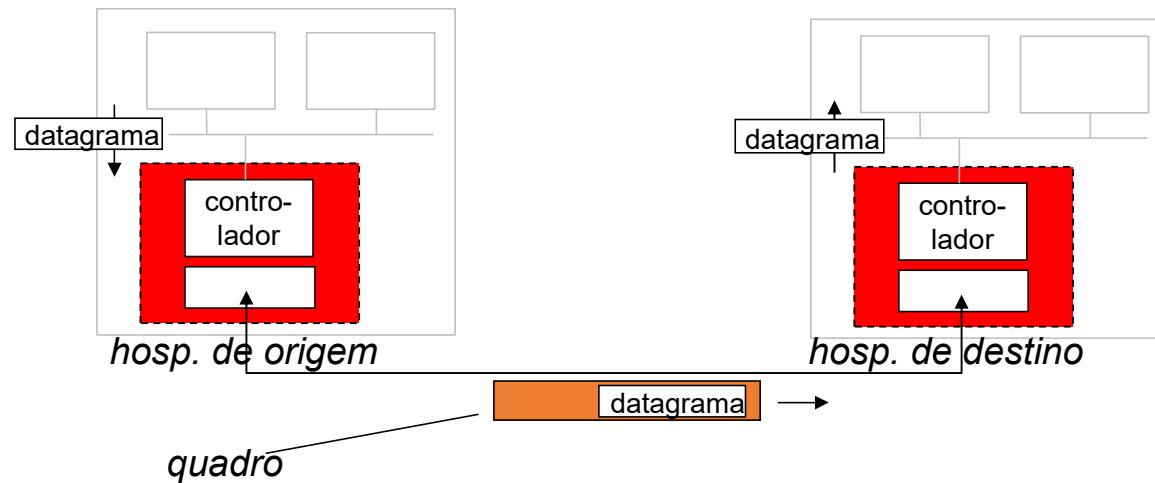 datagrama
datagrama
contro-
lador
contro-
lador
hosp. de origem
hosp. de destino
datagrama
quadro